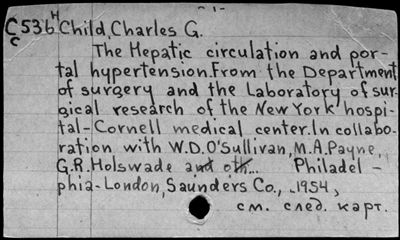 - 1 -
C536 H Child, Charles G.
C
The Hepatic circulation and por-
tal hypertension. From the Department
of surgery and the Laboratory of sur-
gical research of the New York hospi-
tal-Cornell medical center. In collabo-
ration with W.D. O'Sullivan, M.A. Payne,
G.R. Holswade and oth... Philadel-
phia-London, Saunders Co., 1954,
см. след. карт.